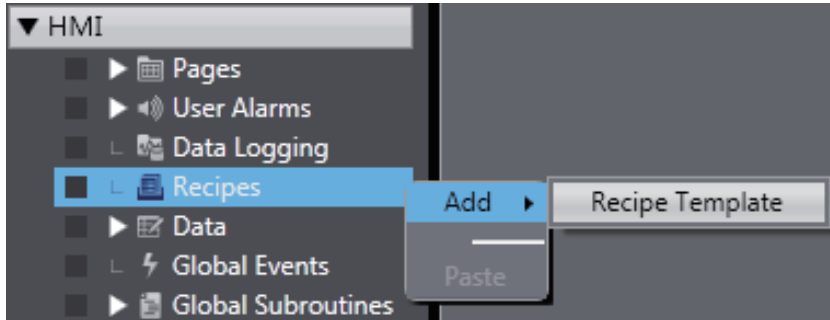 HMI
Pages
User Alarms
Data Logging
Recipes
Add Recipe Template
Data
Global Events
Paste
Global Subroutines